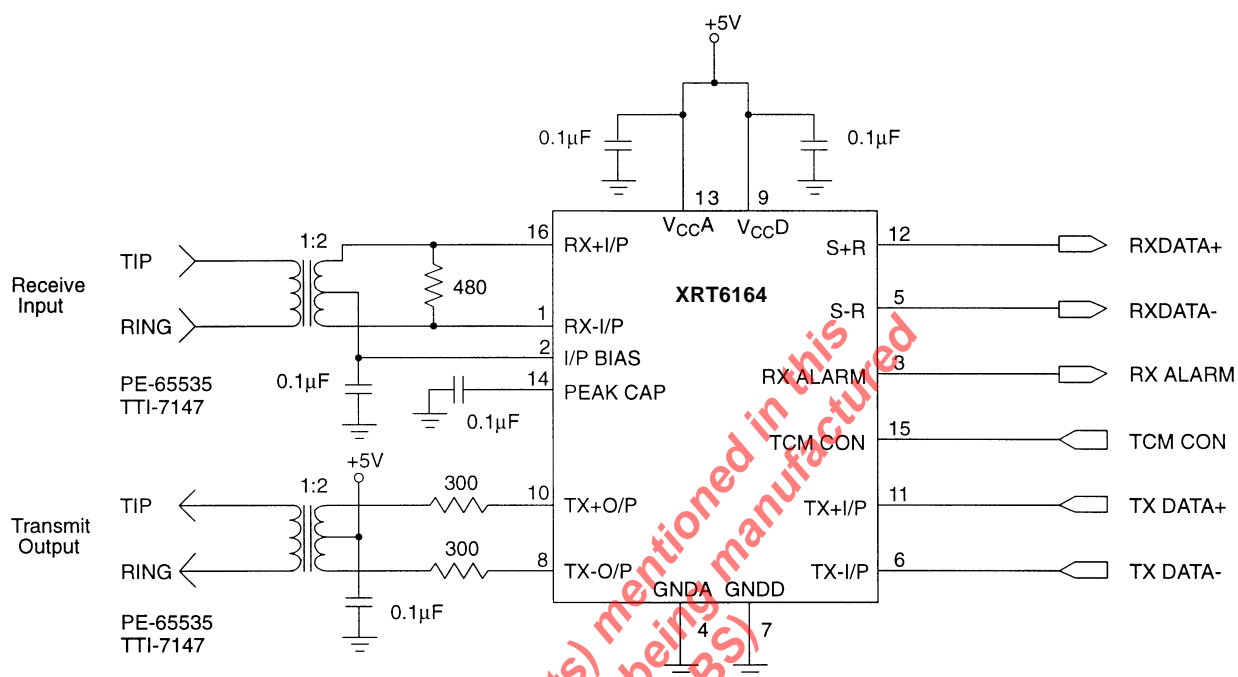 +5V
0.1µF
0.1µF
13
9
VCCA
VCCD
1:2
16
RX+I/P
S+R
12
RXDATA+
TIP
Receive
Input
480
XRT6164
RING
1
RX-I/P
S-R
5
RXDATA-
2
I/P BIAS
PE-65535
TTI-7147
0.1µF
14
PEAK CAP
0.1µF
RX ALARM
3
RX ALARM
TCM CON
15
TCM CON
+5V
1:2
300
TIP
10
TX+O/P
TX+I/P
11
TX DATA+
Transmit
Output
300
RING
8
TX-O/P
TX-I/P
6
TX DATA-
GNDA
GNDD
0.1µF
4
7
PE-65535
TTI-7147
mentioned in this
being manufactured